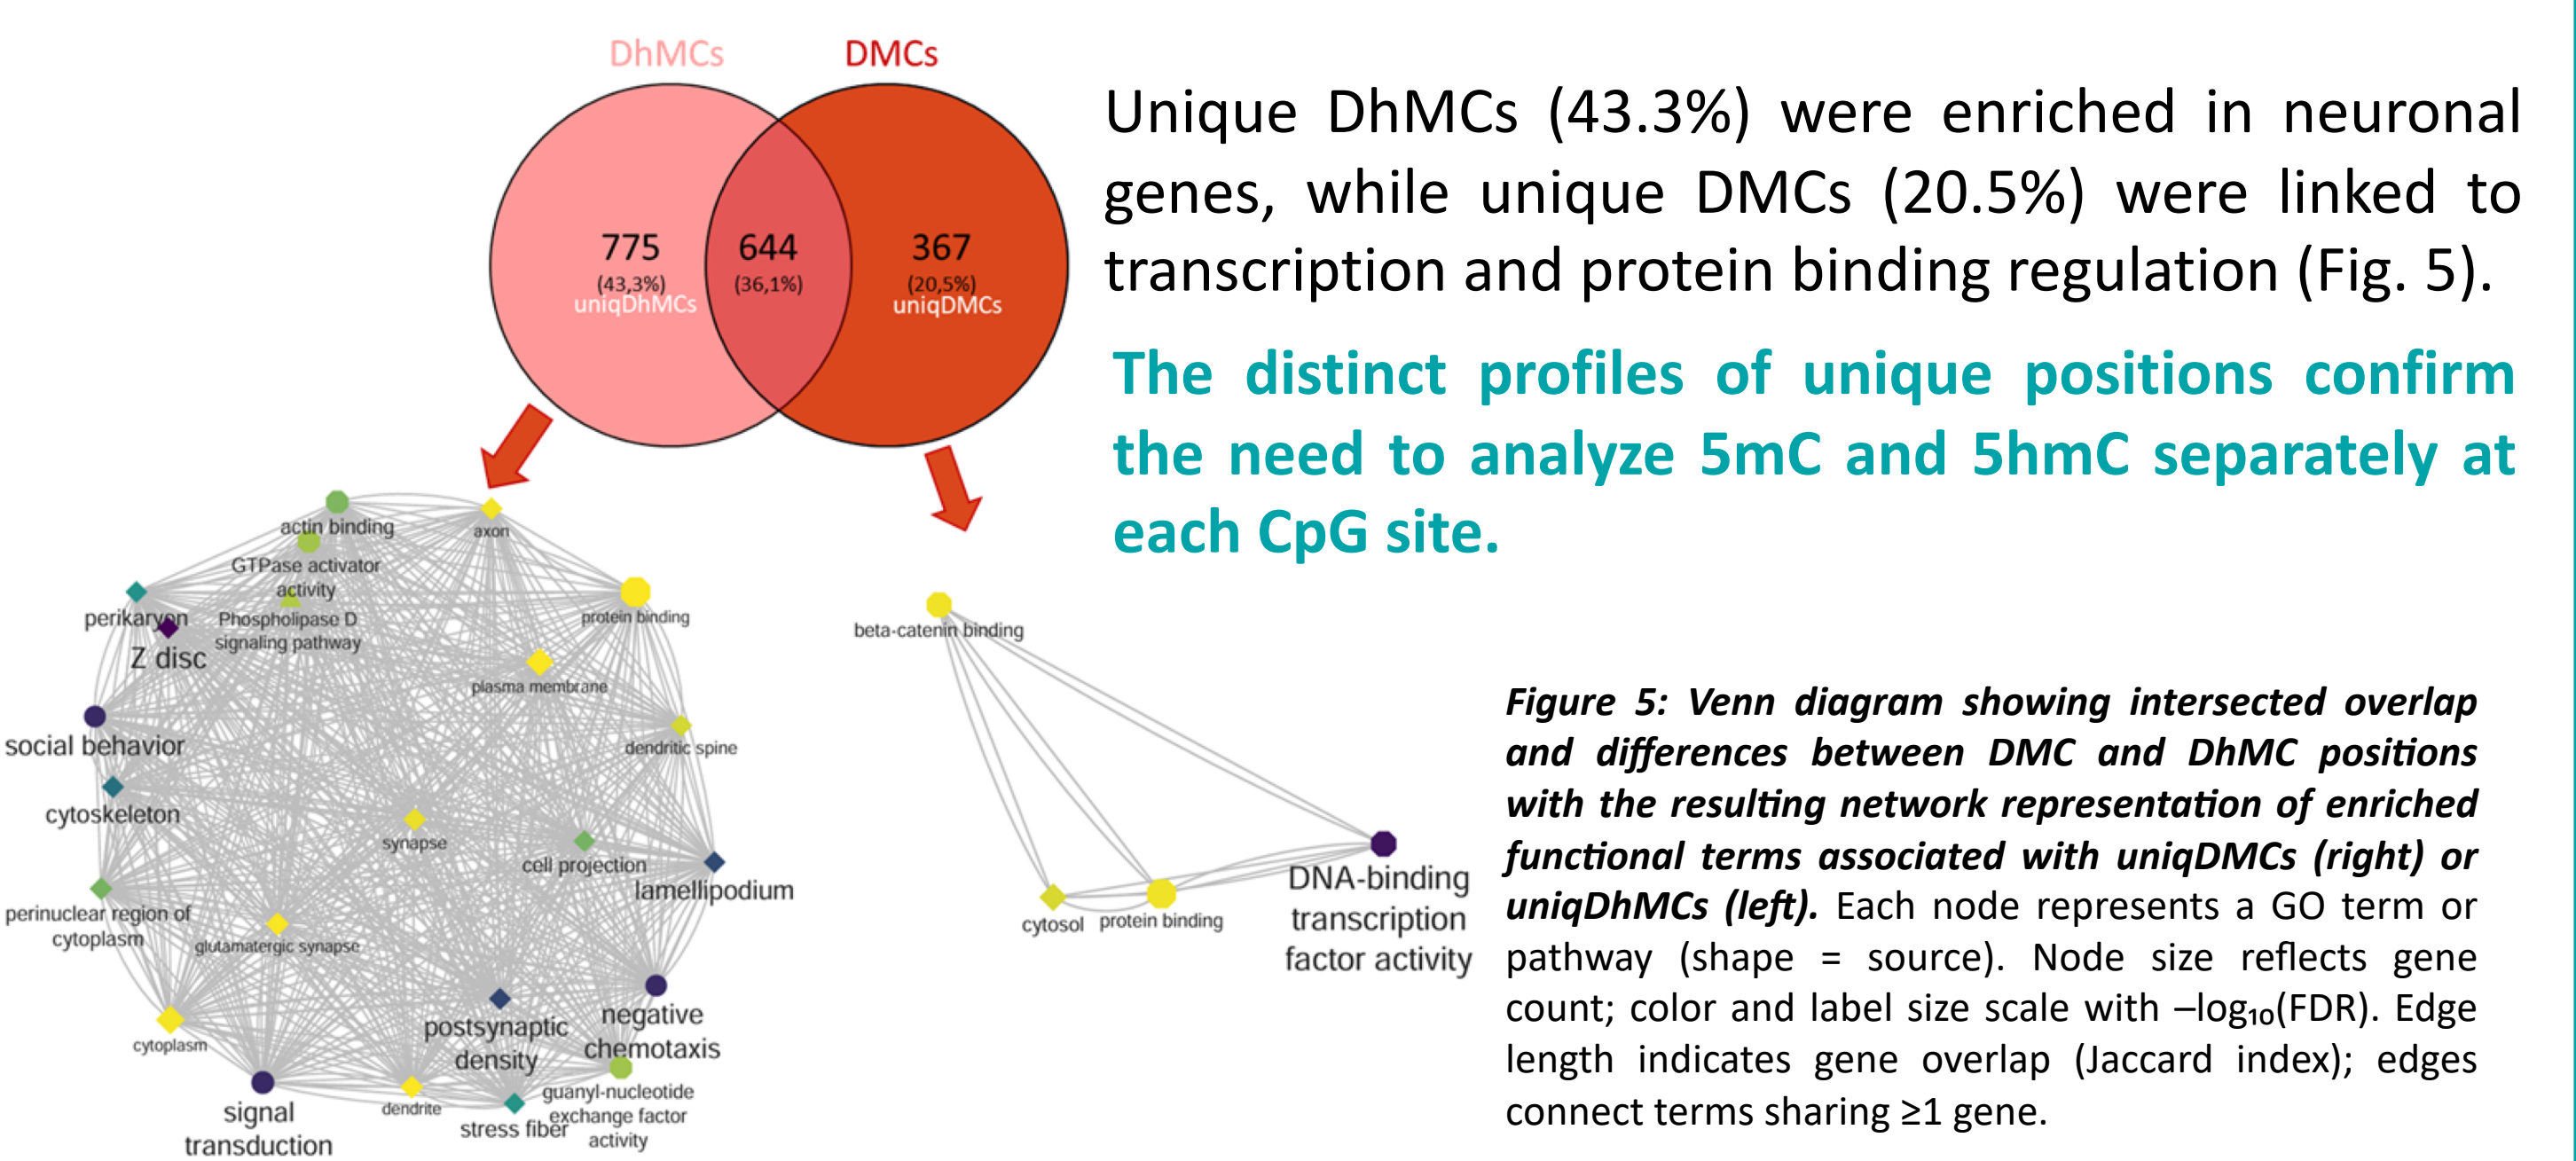 DhMCs
DMCs
775
(43,3%)
uniqDhMCs
644
(36,1%)
367
(20,5%)
uniqDMCs
Unique DhMCs (43.3%) were enriched in neuronal
genes, while unique DMCs (20.5%) were linked to
transcription and protein binding regulation (Fig. 5).
The distinct profiles of unique positions confirm
the need to analyze 5mC and 5hmC separately at
each CpG site.
actin binding
axon
GTPase activator
activity
perikaryon
Phospholipase D
signaling pathway
protein binding
Z disc
plasma membrane
social behavior
dendritic spine
cytoskeleton
synapse
cell projection
lamellipodium
perinuclear region of
cytoplasm
glutamatergic synapse
postsynaptic
density
negative
chemotaxis
cytoplasm
signal
transduction
dendrite
stress fiber
guanyl-nucleotide
exchange factor
activity
beta-catenin binding
cytosol
protein binding
DNA-binding
transcription
factor activity
Figure 5: Venn diagram showing intersected overlap
and differences between DMC and DhMC positions
with the resulting network representation of enriched
functional terms associated with uniqDMCs (right) or
uniqDhMCs (left). Each node represents a GO term or
pathway (shape = source). Node size reflects gene
count; color and label size scale with –log₁₀(FDR). Edge
length indicates gene overlap (Jaccard index); edges
connect terms sharing ≥1 gene.